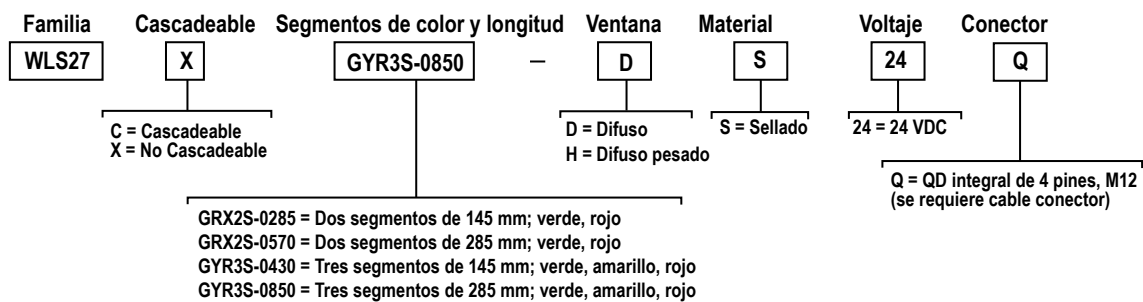 Familia Cascadeable Segmentos de color y longitud Ventana Material Voltaje Conector
WLS27 X GYR3S-0850 – D S 24 Q
C = Cascadeable
X = No Cascadeable
D = Difuso
H = Difuso pesado
S = Sellado
24 = 24 VDC
Q = QD integral de 4 pines, M12
(se requiere cable conector)
GRX2S-0285 = Dos segmentos de 145 mm; verde, rojo
GRX2S-0570 = Dos segmentos de 285 mm; verde, rojo
GYR3S-0430 = Tres segmentos de 145 mm; verde, amarillo, rojo
GYR3S-0850 = Tres segmentos de 285 mm; verde, amarillo, rojo